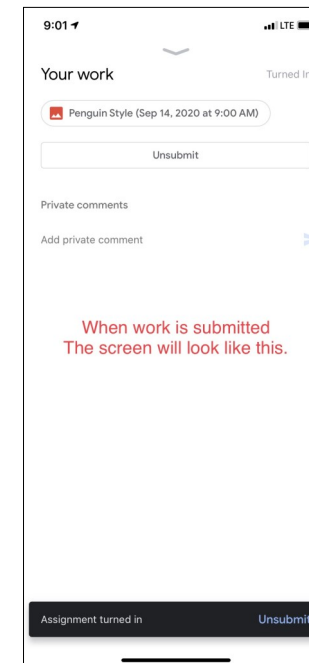 9:01 LTE
Your work Turned In
Penguin Style (Sep 14, 2020 at 9:00 AM)
Unsubmit
Private comments
Add private comment
When work is submitted
The screen will look like this.
Assignment turned in Unsubmit